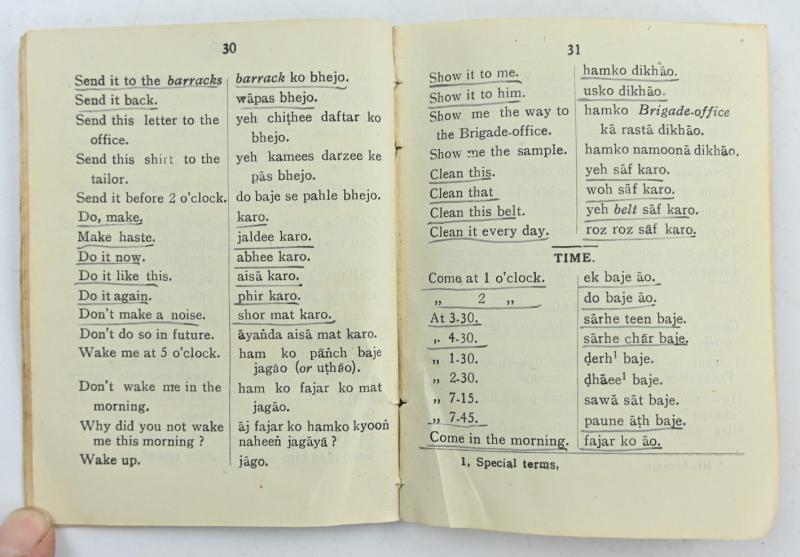 30
Send it to the barracks barrack ko bhejo.
Send it back. wāpas bhejo.
Send this letter to the yeh chiṭhee daftar ko
office. bhejo.
Send this shirt to the yeh kamees darzee ke
tailor. pās bhejo.
Send it before 2 o'clock. do baje se pahle bhejo.
Do, make, karo.
Make haste. jaldee karo.
Do it now. abhee karo.
Do it like this. aisā karo.
Do it again. phir karo.
Don't make a noise. shor mat karo.
Don't do so in future. āyanḍa aisā mat karo.
Wake me at 5 o'clock. ham ko pānch baje
jagāo (or uṭhāo).
Don't wake me in the ham ko fajar ko mat
morning. jagāo.
Why did you not wake āj fajar ko hamko kyooṅ
me this morning ? naheeṅ jagāyā ?
Wake up. jāgo.
31
Show it to me. hamko dikhāo.
Show it to him. usko dikhāo.
Show me the way to hamko Brigade-office
the Brigade-office. kā rastā dikhāo.
Show me the sample. hamko namoonā dikhāo.
Clean this. yeh sāf karo.
Clean that woh sāf karo.
Clean this belt. yeh belt sāf karo.
Clean it every day. roz roz sāf karo.
TIME.
Come at 1 o'clock. ek baje āo.
„ 2 „ do baje āo.
At 3-30. sārhe teen baje.
„ 4-30. sārhe chār baje.
„ 1-30. ḍerh¹ baje.
„ 2-30. ḍhāee¹ baje.
„ 7-15. sawā sāt baje.
„ 7-45. paune āṭh baje.
Come in the morning. fajar ko āo.
1, Special terms,